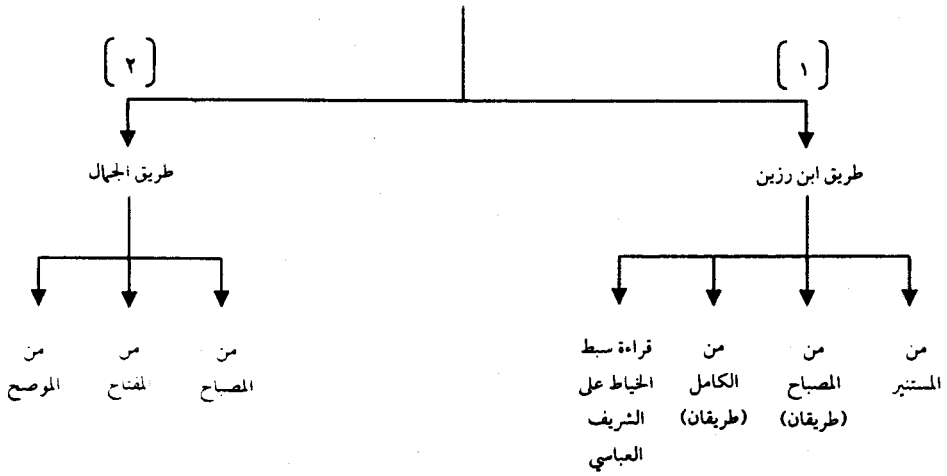 ( ١ )
طريق ابن رزين
من
المستنير
من
المصباح
(طريقان)
من
الكامل
(طريقان)
قراءة سبط
الخياط على
الشريف
العباسي
( ٢ )
طريق الجمال
من
المصباح
من
المفتاح
من
الموضح